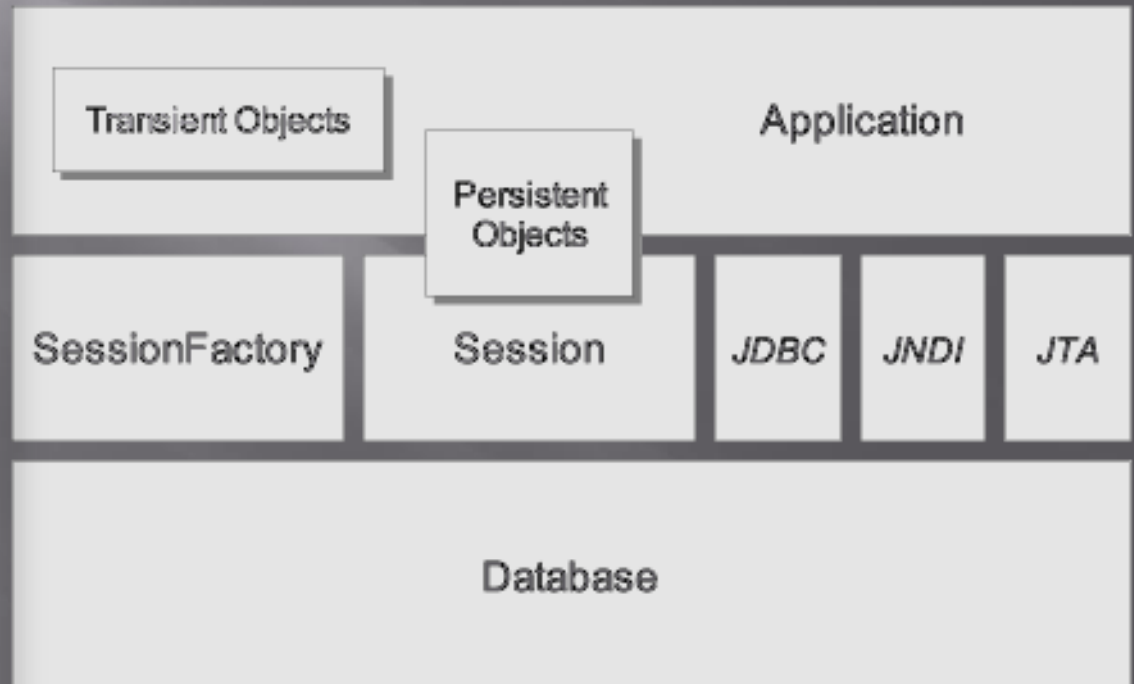 Transient Objects
Application
Persistent
Objects
SessionFactory
Session
JDBC
JNDI
JTA
Database